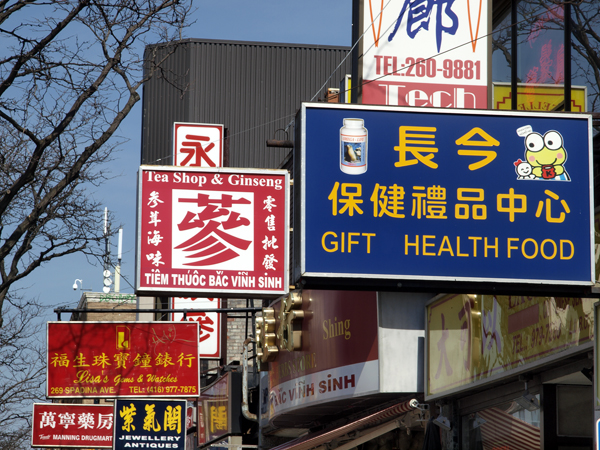 廊
TEL:260-9881
Tech
長今
保健禮品中心
GIFT HEALTH FOOD
永
Tea Shop & Ginseng
參茸海味
蔘
零售批發
TIỆM THUỐC BẮC VĨNH SINH
Shing
BẮC VĨNH SINH
福生珠寶鐘錶行
Lisa's Gems & Watches
269 SPADINA AVE TEL: (416) 977-7875
萬寧藥房
MANNING DRUGMART
紫氣閣
JEWELLERY
ANTIQUES